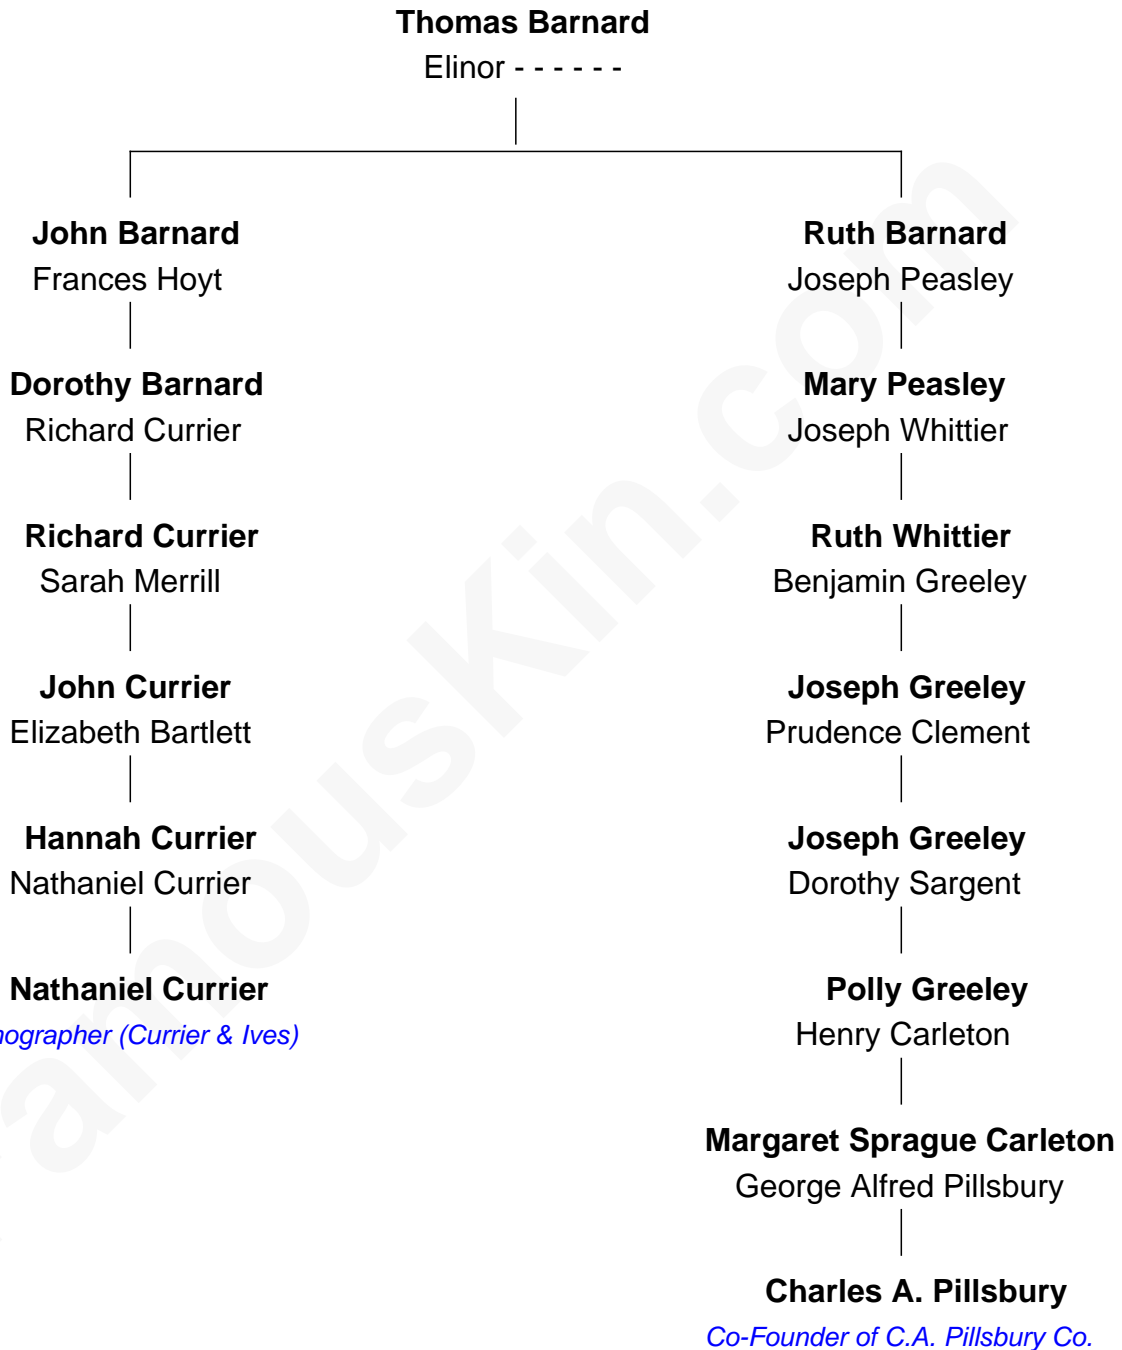 Thomas Barnard
Elinor - - - - - -
John Barnard
Frances Hoyt
Dorothy Barnard
Richard Currier
Richard Currier
Sarah Merrill
John Currier
Elizabeth Bartlett
Hannah Currier
Nathaniel Currier
Nathaniel Currier
nographer (Currier & Ives)
Ruth Barnard
Joseph Peasley
Mary Peasley
Joseph Whittier
Ruth Whittier
Benjamin Greeley
Joseph Greeley
Prudence Clement
Joseph Greeley
Dorothy Sargent
Polly Greeley
Henry Carleton
Margaret Sprague Carleton
George Alfred Pillsbury
Charles A. Pillsbury
Co-Founder of C.A. Pillsbury Co.
amousKin.com